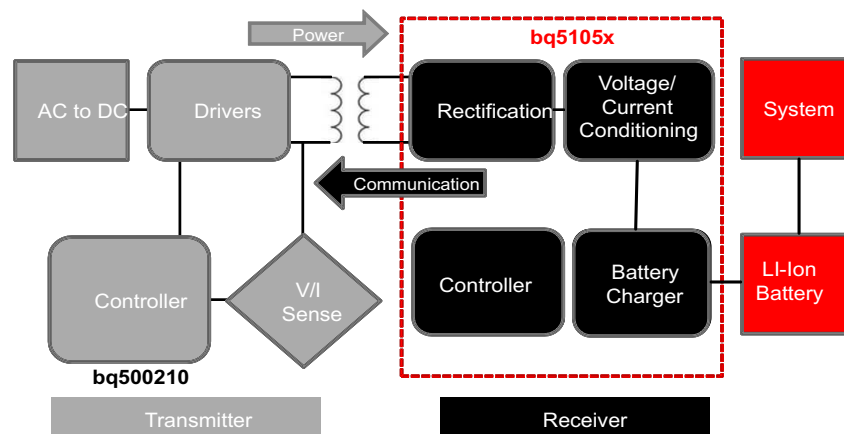 Power
bq5105x
AC to DC
Drivers
Rectification
Voltage/
Current
Conditioning
System
Communication
Controller
V/I
Sense
Controller
Battery
Charger
LI-Ion
Battery
bq500210
Transmitter
Receiver